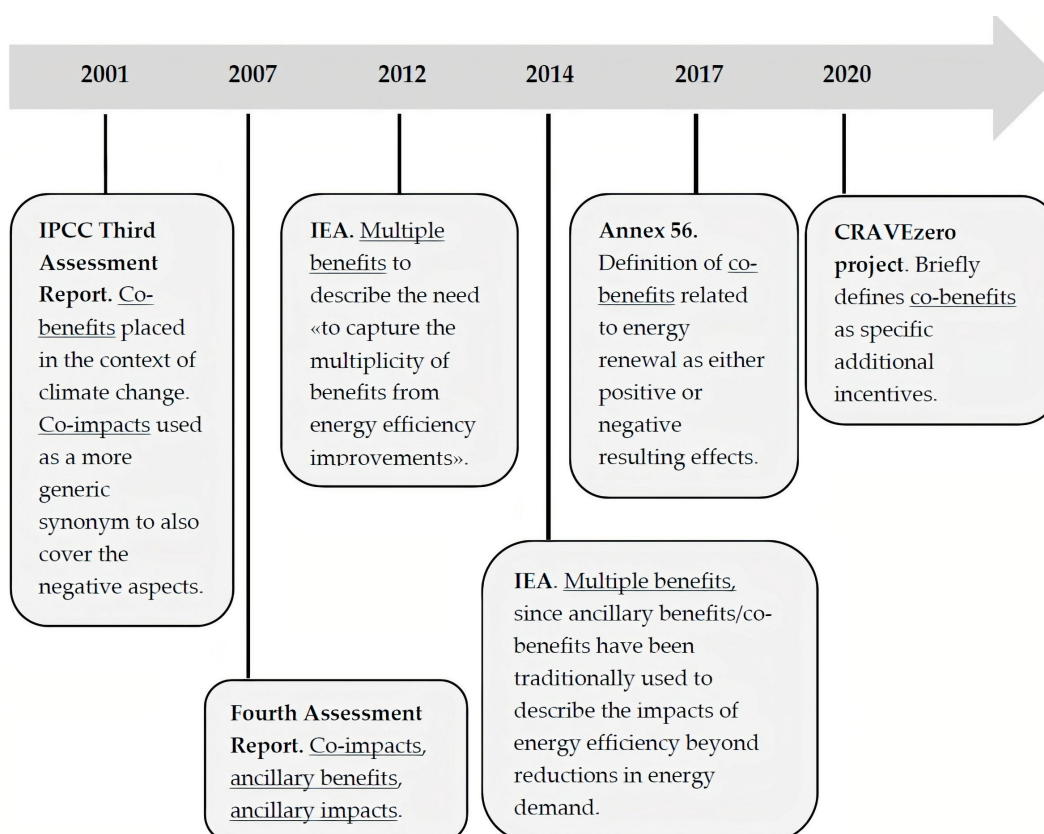 2001 2007 2012 2014 2017 2020
IPCC Third
Assessment
Report. Co-
benefits placed
in the context of
climate change.
Co-impacts used
as a more
generic
synonym to also
cover the
negative aspects.
IEA. Multiple
benefits to
describe the need
«to capture the
multiplicity of
benefits from
energy efficiency
improvements».
Annex 56.
Definition of co-
benefits related
to energy
renewal as either
positive or
negative
resulting effects.
CRAVEzero
project. Briefly
defines co-benefits
as specific
additional
incentives.
Fourth Assessment
Report. Co-impacts,
ancillary benefits,
ancillary impacts.
IEA. Multiple benefits,
since ancillary benefits/co-
benefits have been
traditionally used to
describe the impacts of
energy efficiency beyond
reductions in energy
demand.